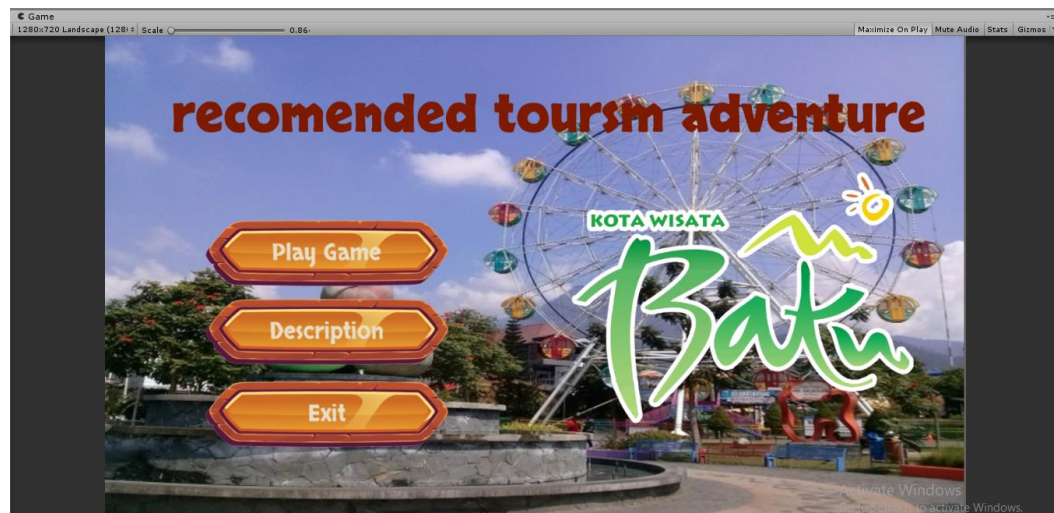 Game
1280x720 Landscape (128( Scale 0.86 Maximize On Play Mute Audio Stats Gizmos
recomended toursm adventure
KOTA WISATA
Batu
Play Game
Description
Exit
Activate Windows
to activate Windows.